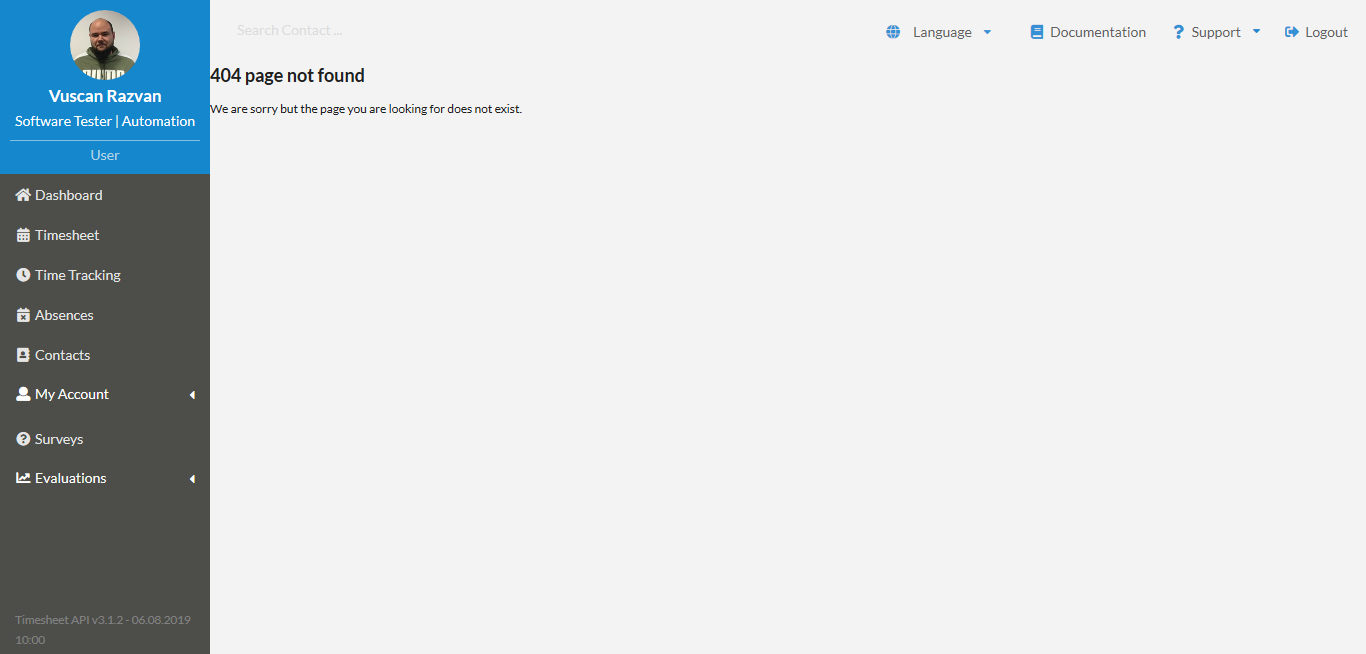 Vuscan Razvan
Software Tester | Automation
User
Dashboard
Timesheet
Time Tracking
Absences
Contacts
My Account
Surveys
Evaluations
Timesheet API v3.1.2 - 06.08.2019
10:00
Search Contact ...
Language
Documentation
Support
Logout
404 page not found
We are sorry but the page you are looking for does not exist.